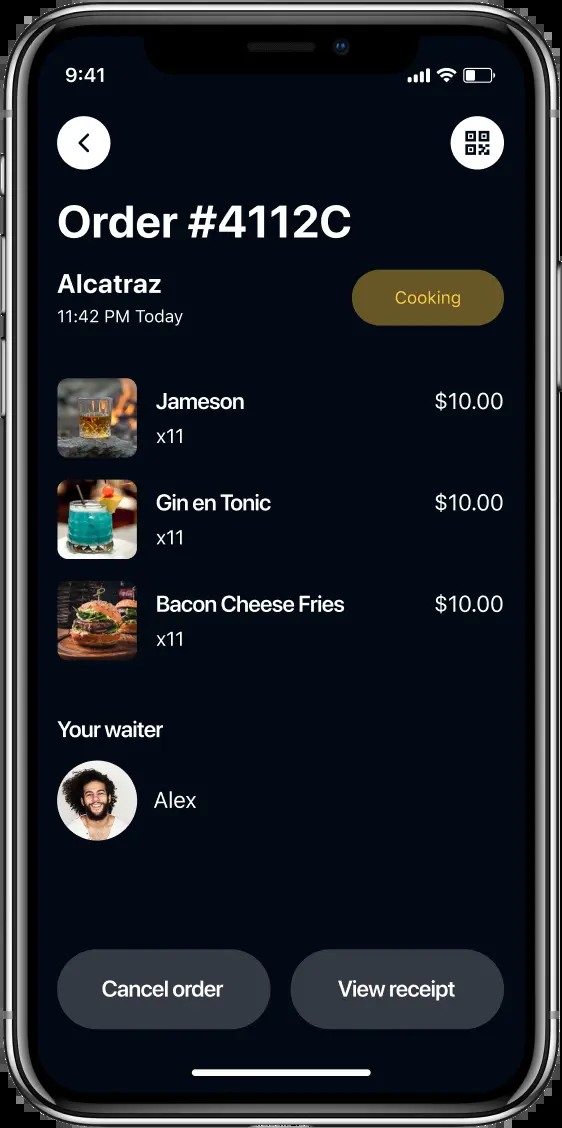 9:41
Order #4112C
Alcatraz
11:42 PM Today
Cooking
Jameson
$10.00
x11
Gin en Tonic
$10.00
x11
Bacon Cheese Fries
$10.00
x11
Your waiter
Alex
Cancel order
View receipt